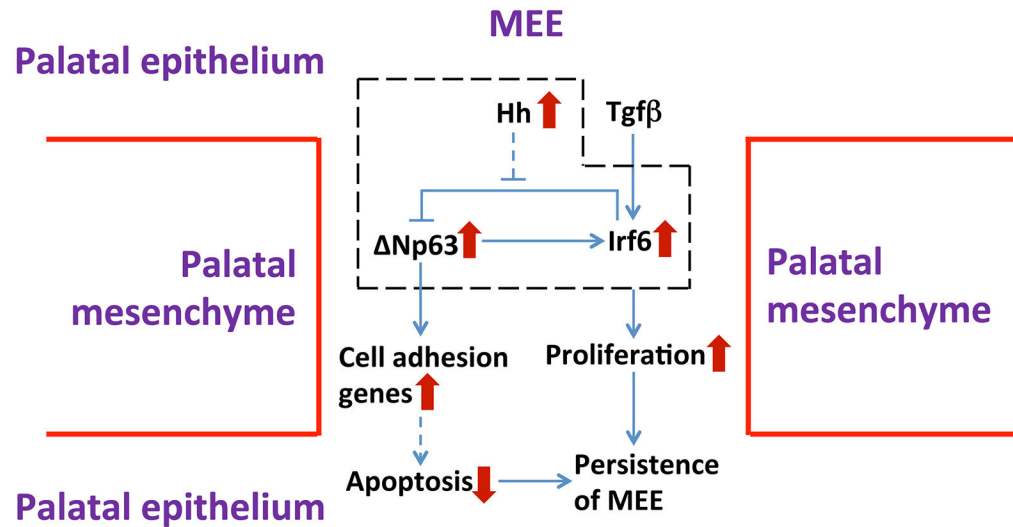 MEE
Palatal epithelium
Hh
Tgfβ
ΔNp63
Irf6
Palatal
mesenchyme
Palatal
mesenchyme
Cell adhesion
genes
Proliferation
Apoptosis
Persistence
of MEE
Palatal epithelium